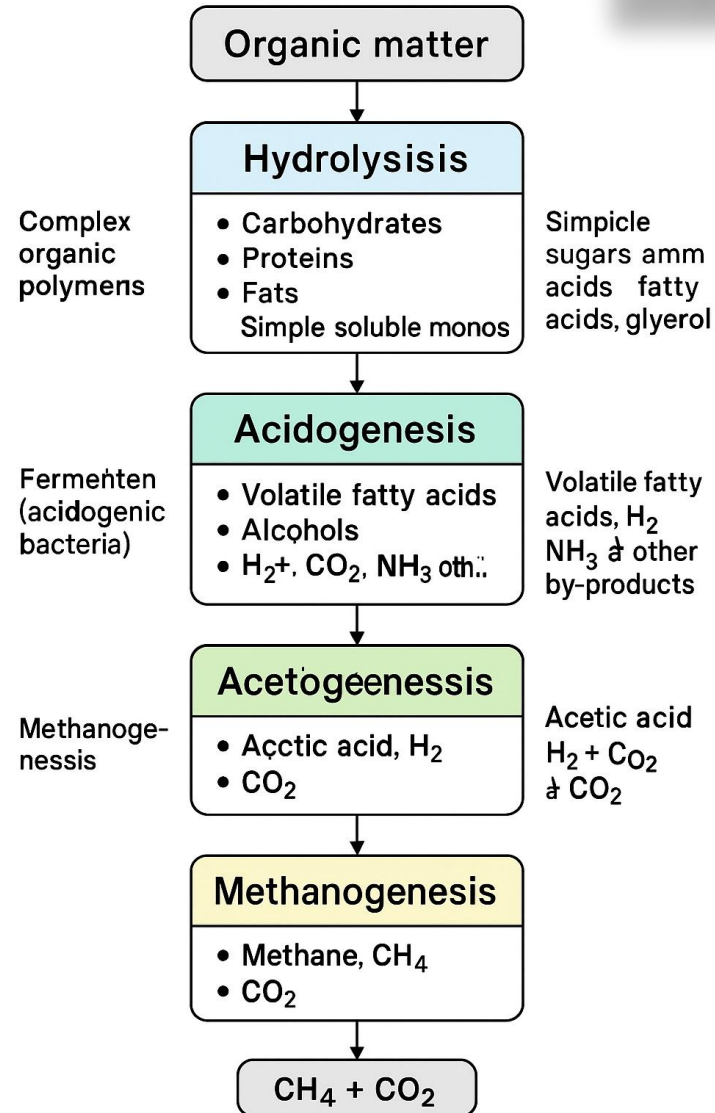 Organic matter
Hydrolysisis
Complex
organic
polymens
• Carbohydrates
• Proteins
• Fats
Simple soluble monos
Simpicle
sugars amm
acids fatty
acids, glyerol
Acidogenesis
Fermenten
(acidogenic
bacteria)
• Volatile fatty acids
• Alcohols
• H₂+. CO₂, NH₃ oth..
Volatile fatty
acids, H₂
NH₃ à other
by-products
Acetogeenessis
Methanoge-
nessis
• Acctic acid, H₂
• CO₂
Acetic acid
H₂ + CO₂
à CO₂
Methanogenesis
• Methane, CH₄
• CO₂
CH₄ + CO₂